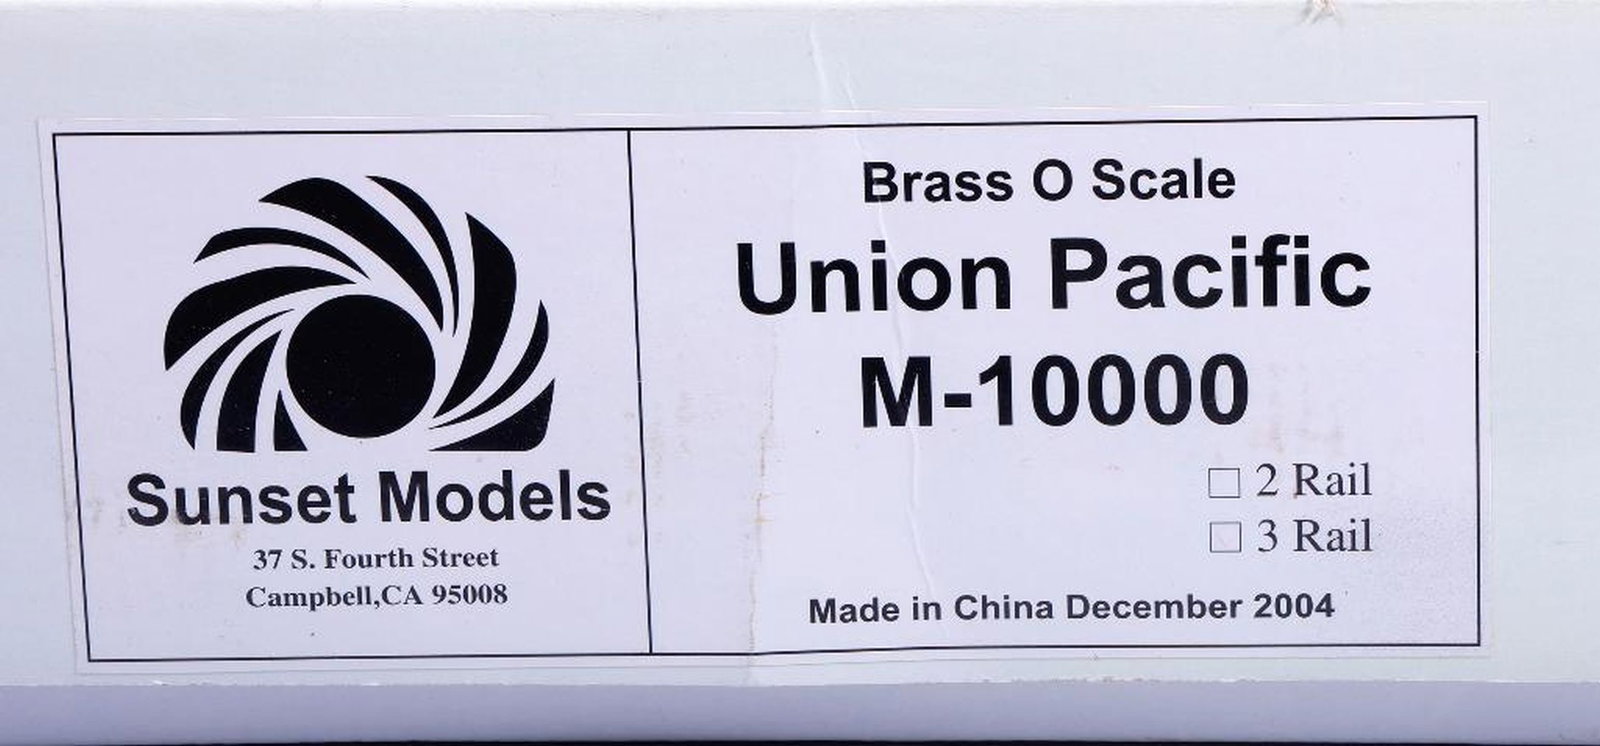 Sunset Models
37 S. Fourth Street
Campbell,CA 95008
Brass O Scale
Union Pacific
M-10000
2 Rail
3 Rail
Made in China December 2004